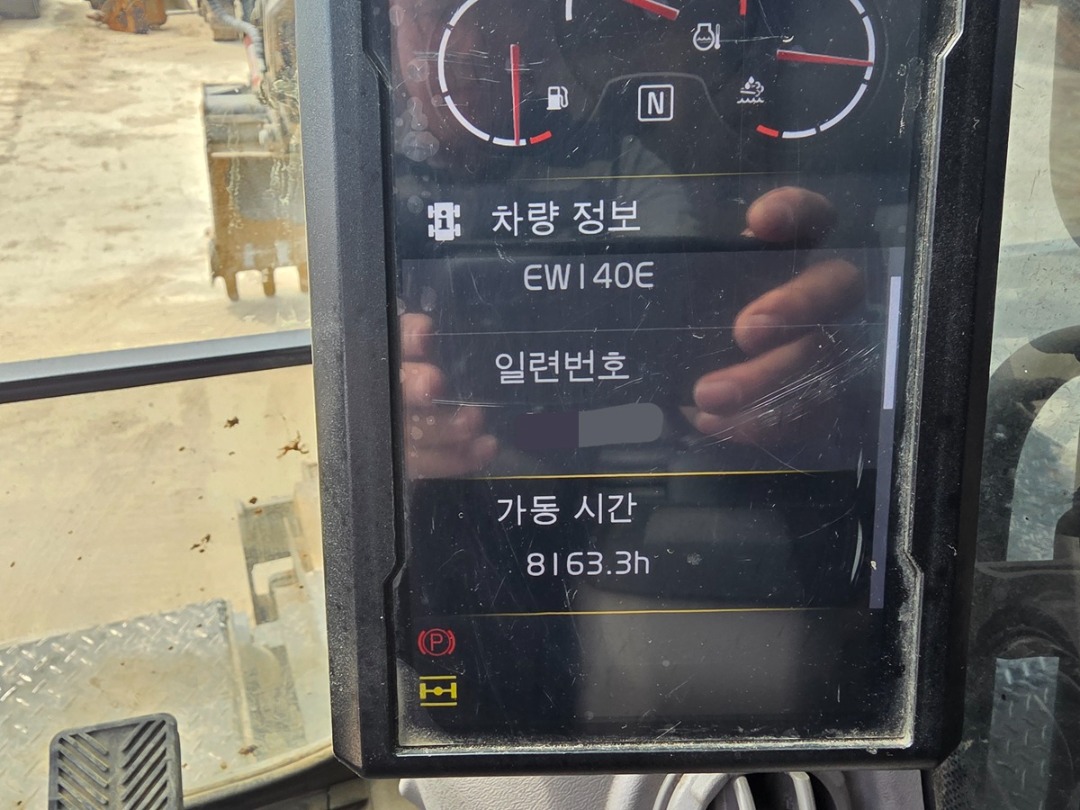 N
차량 정보
EW140E
일련번호
가동 시간
8163.3h
P